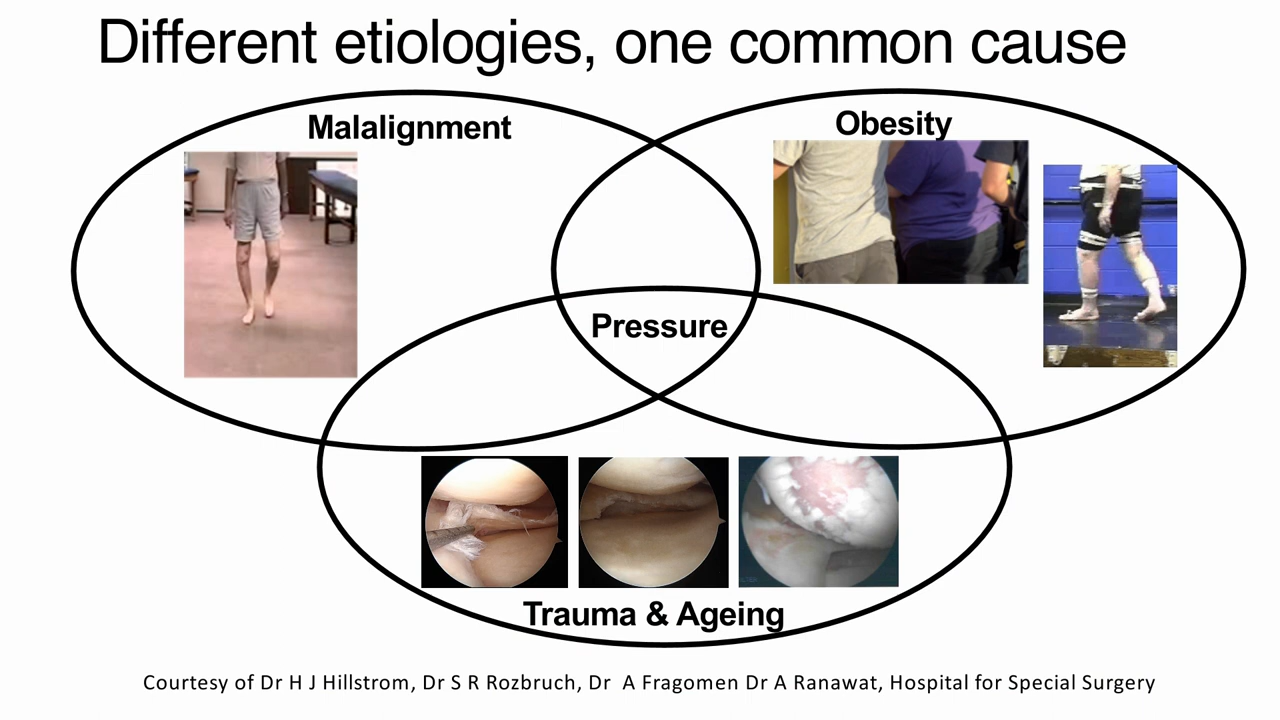 Different etiologies, one common cause
Malalignment
Obesity
Pressure
Trauma & Ageing
Courtesy of Dr H J Hillstrom, Dr S R Rozbruch, Dr  A Fragomen Dr A Ranawat, Hospital for Special Surgery